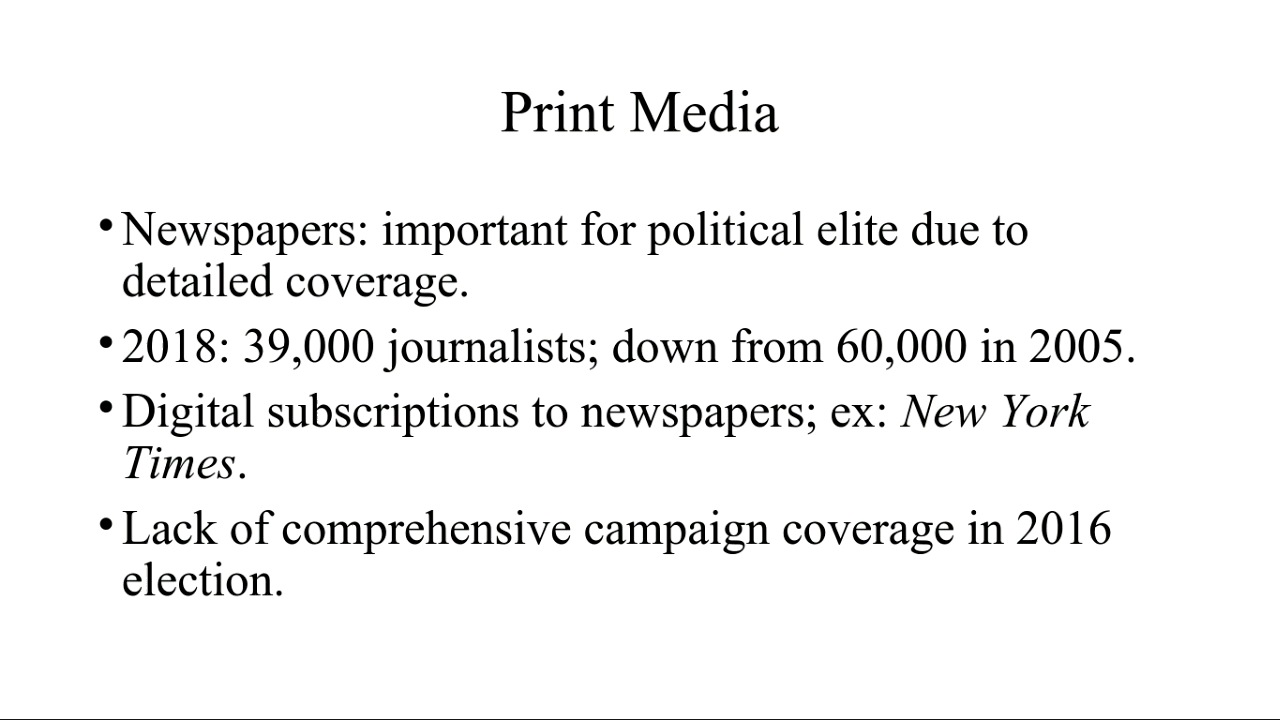 Print Media
• Newspapers: important for political elite due to
detailed coverage.
• 2018: 39,000 journalists; down from 60,000 in 2005.
• Digital subscriptions to newspapers; ex: New York
Times.
• Lack of comprehensive campaign coverage in 2016
election.